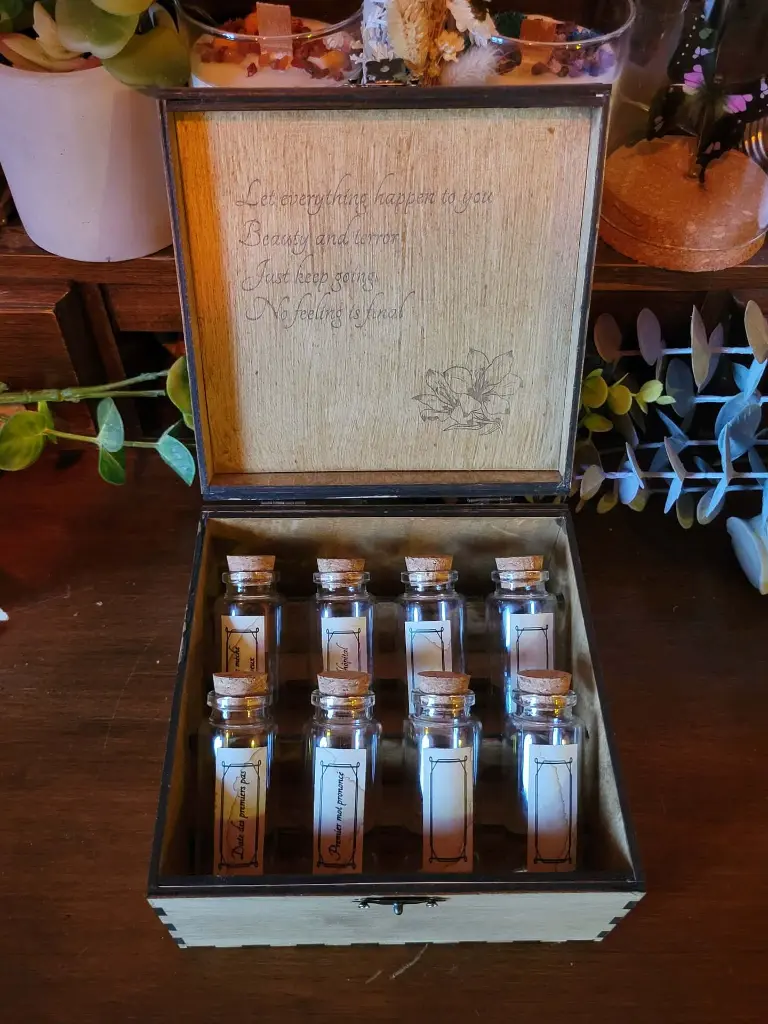 Let everything happen to you
Beauty and terror
Just keep going
No feeling is final
Date des premiers pas
Premier mot prononcé